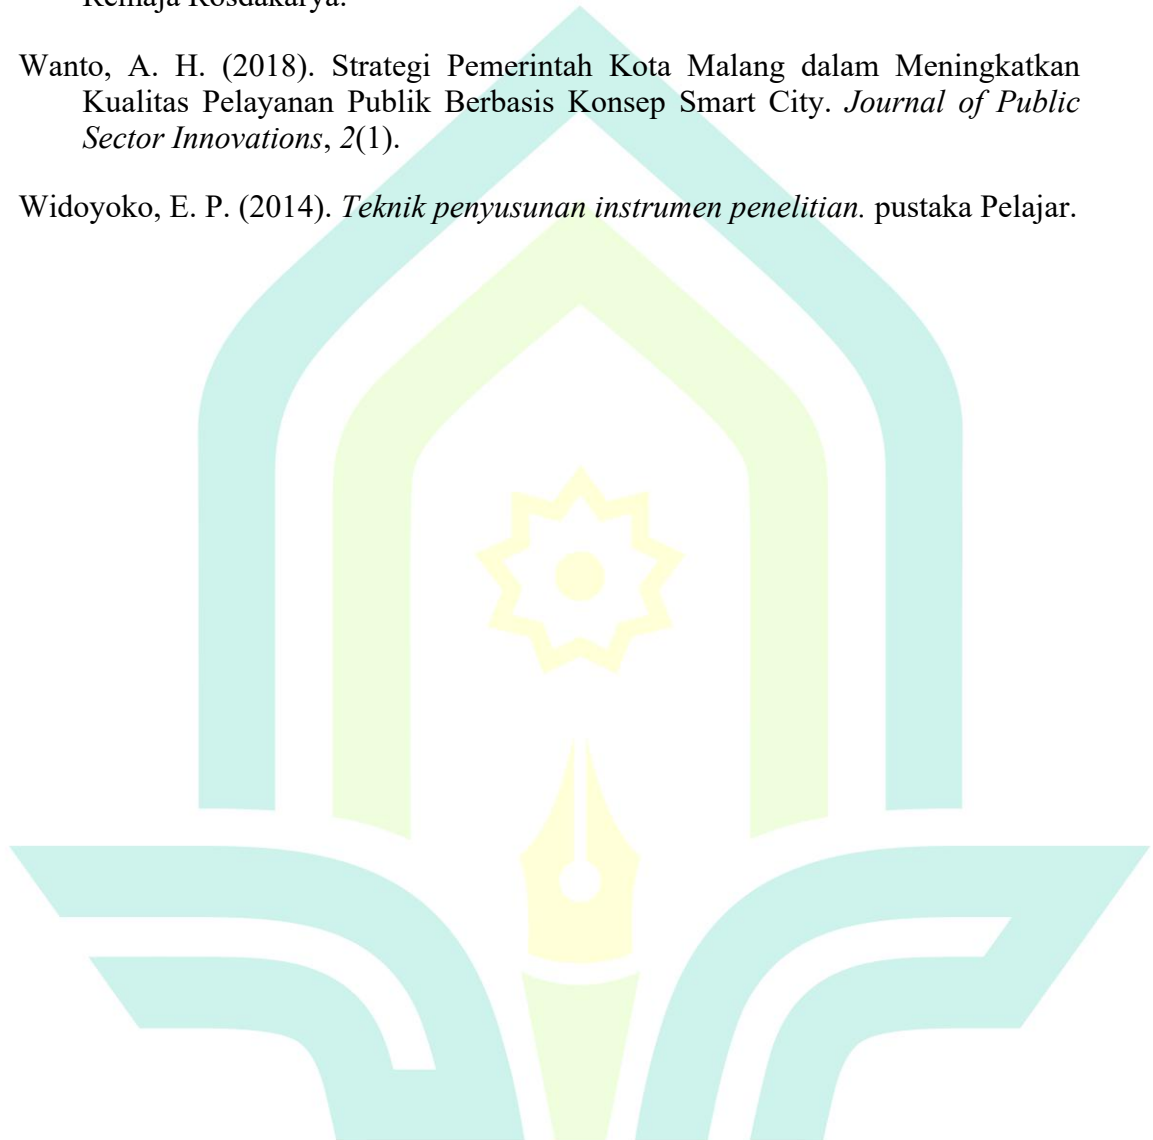 Remaja Rosdakarya.
Wanto, A. H. (2018). Strategi Pemerintah Kota Malang dalam Meningkatkan
Kualitas Pelayanan Publik Berbasis Konsep Smart City. Journal of Public
Sector Innovations, 2(1).
Widoyoko, E. P. (2014). Teknik penyusunan instrumen penelitian. pustaka Pelajar.